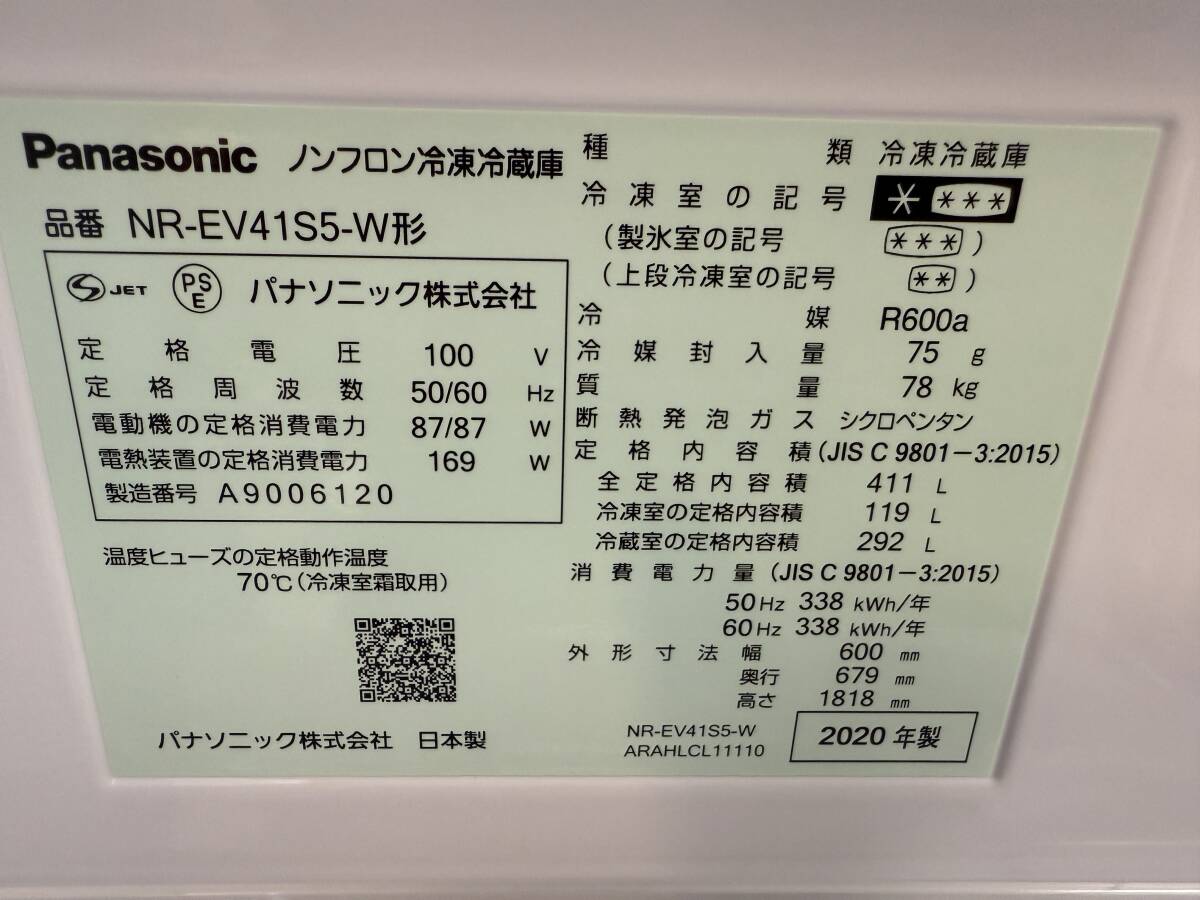 Panasonic ノンフロン冷凍冷蔵庫
品番 NR-EV41S5-W形
S JET PSE パナソニック株式会社
定格電圧 100 V
定格周波数 50/60 Hz
電動機の定格消費電力 87/87 W
電熱装置の定格消費電力 169 W
製造番号 A9006120
温度ヒューズの定格動作温度
70℃(冷凍室霜取用)
パナソニック株式会社 日本製
種類 冷凍冷蔵庫
冷凍室の記号 * ***
(製氷室の記号 *** )
(上段冷凍室の記号 ** )
冷媒 R600a
冷媒封入量 75 g
質量 78 kg
断熱発泡ガス シクロペンタン
定格内容積(JIS C 9801-3:2015)
全定格内容積 411 L
冷凍室の定格内容積 119 L
冷蔵室の定格内容積 292 L
消費電力量(JIS C 9801-3:2015)
50Hz 338 kWh/年
60Hz 338 kWh/年
外形寸法幅 600 mm
奥行 679 mm
高さ 1818 mm
NR-EV41S5-W
ARAHLCL11110
2020年製